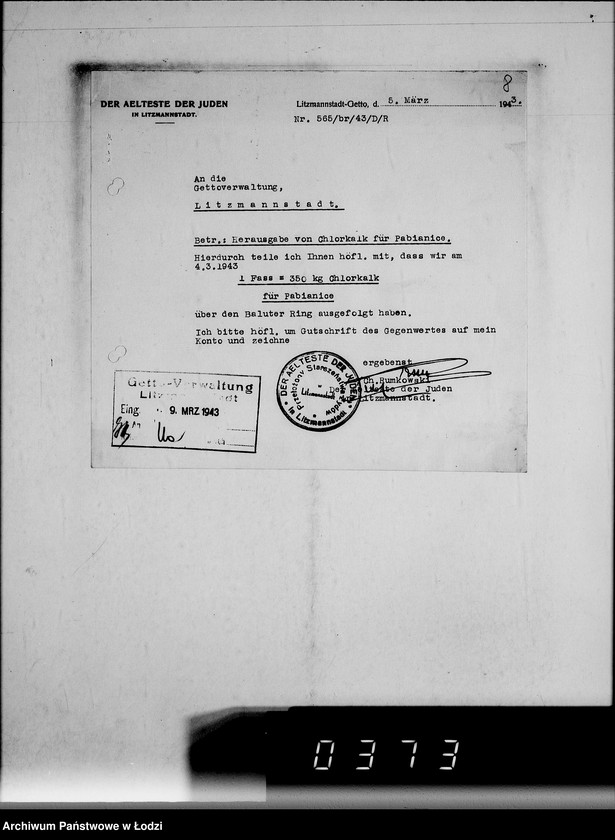 8
DER AELTESTE DER JUDEN
IN LITZMANNSTADT.
Litzmannstadt-Getto, d. 5. März 1943.
Nr. 565/br/43/D/R
An die
Gettoverwaltung,
Litzmannstadt.
Betr.: Herausgabe von Chlorkalk für Pabianice.
Hierdurch teile ich Ihnen höfl. mit, dass wir am
4.3.1943
1 Fass = 350 kg Chlorkalk
für Pabianice
über den Baluter Ring ausgefolgt haben.
Ich bitte höfl. um Gutschrift des Gegenwertes auf mein
Konto und zeichne
ergebenst
Ch.Rumkowski
Der Aelteste der Juden
in Litzmannstadt.
DER AELTESTE DER JUDEN
in Litzmannstadt
Przełożony Starszeństwa Żydów
Getto-Verwaltung
Litzmannstadt
Eing. 9. MRZ. 1943
0373
Archiwum Państwowe w Łodzi